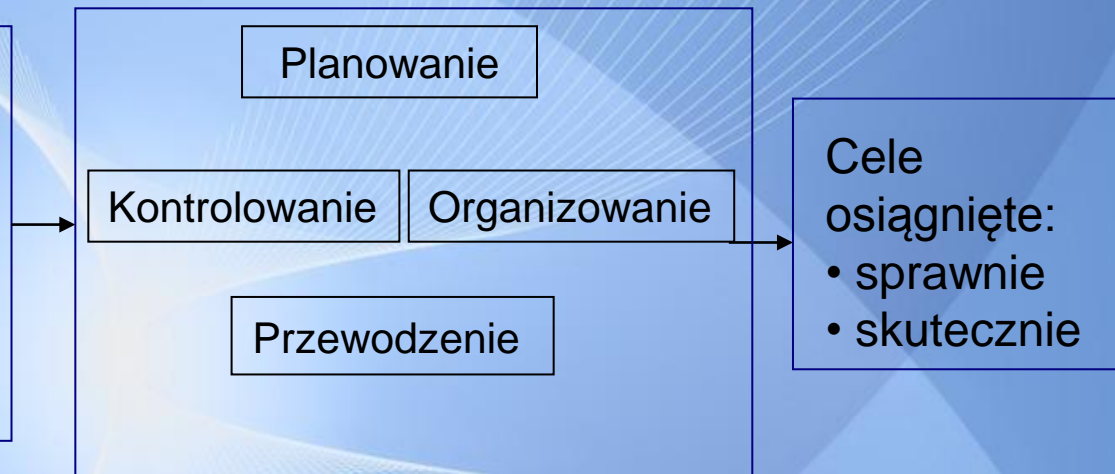 Planowanie
Kontrolowanie
Organizowanie
Przewodzenie
Cele
osiągnięte:
• sprawnie
• skutecznie